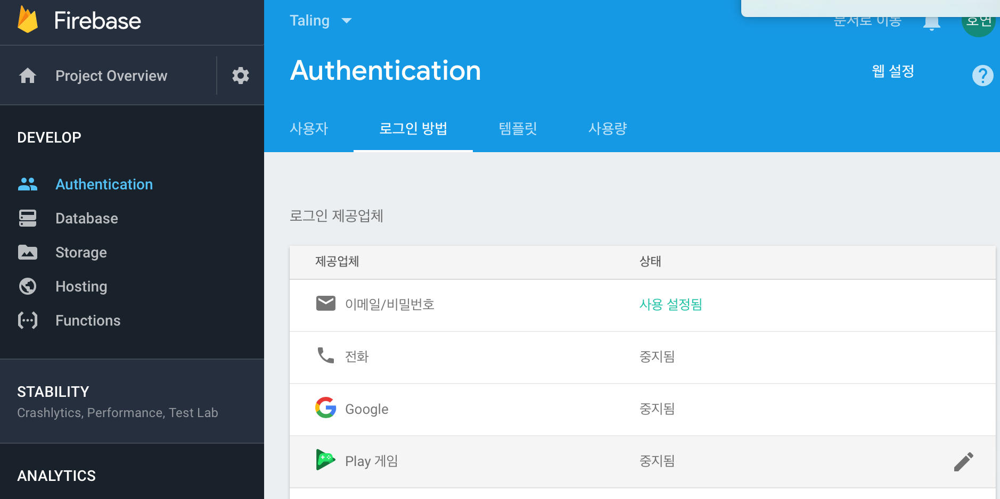 Firebase
Project Overview
DEVELOP
Authentication
Database
Storage
Hosting
Functions
STABILITY
Crashlytics, Performance, Test Lab
ANALYTICS
Taling
문서로 이동
호연
Authentication
웹 설정
사용자
로그인 방법
템플릿
사용량
로그인 제공업체
제공업체 상태
이메일/비밀번호 사용 설정됨
전화 중지됨
Google 중지됨
Play 게임 중지됨